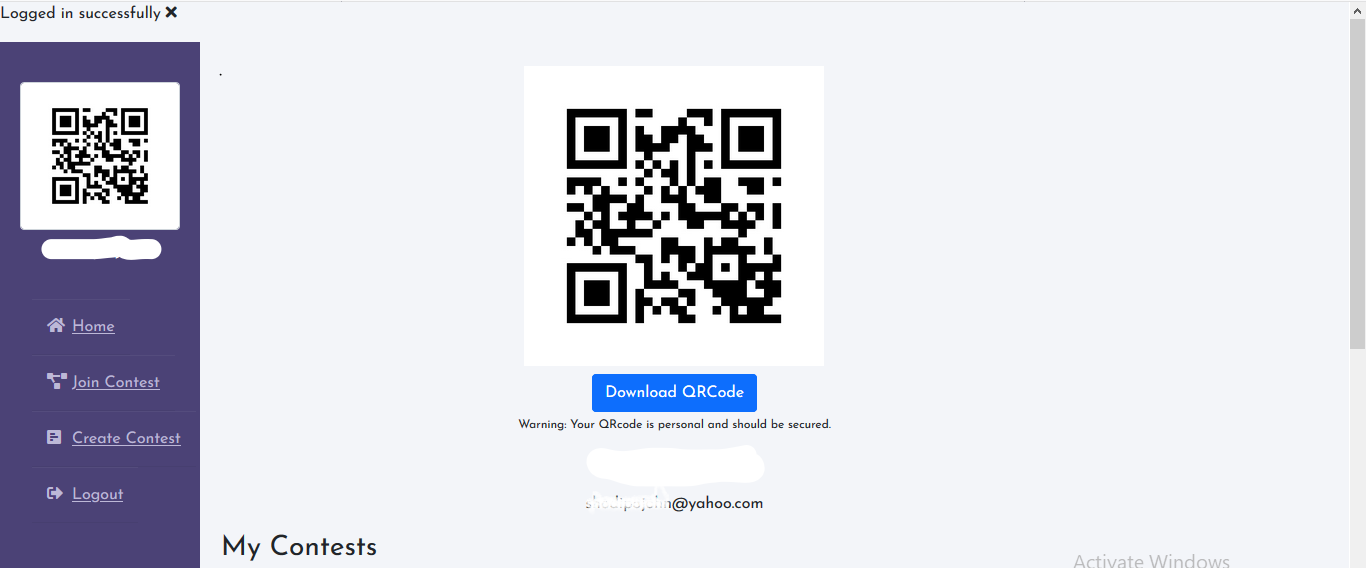 Logged in successfully ✖
.
Home
Join Contest
Create Contest
Logout
Download QRCode
Warning: Your QRcode is personal and should be secured.
@yahoo.com
My Contests
Activate Windows